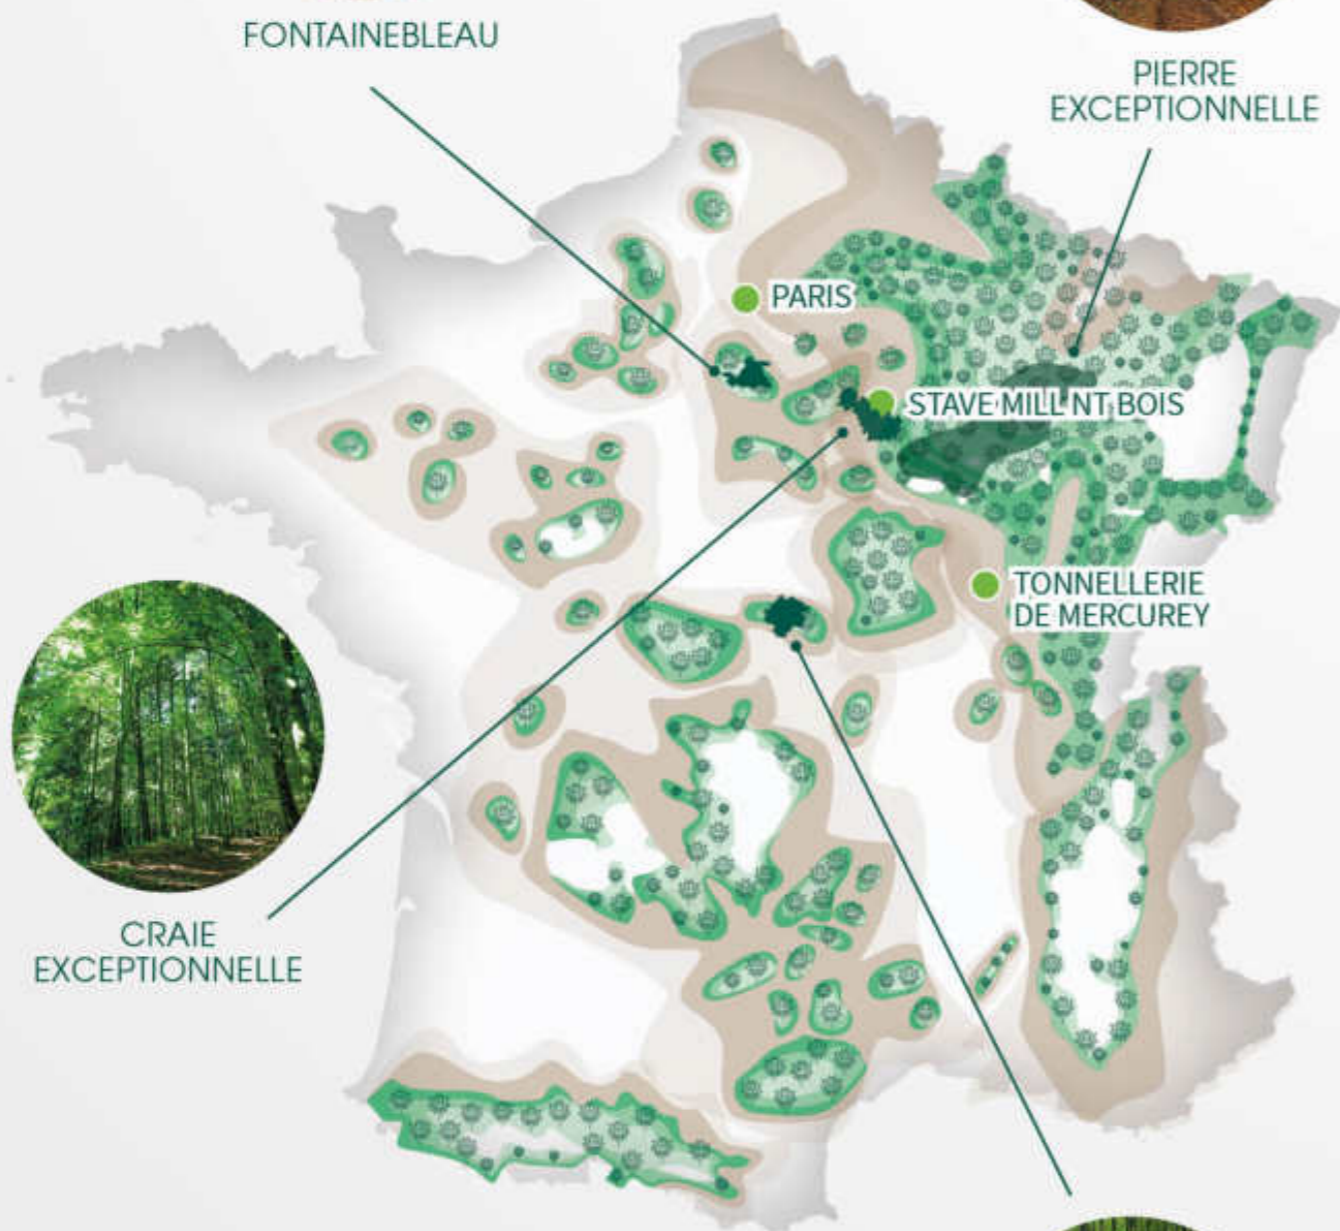 FONTAINEBLEAU
PIERRE
EXCEPTIONNELLE
PARIS
STAVE MILL NT BOIS
TONNELLERIE
DE MERCUREY
CRAIE
EXCEPTIONNELLE